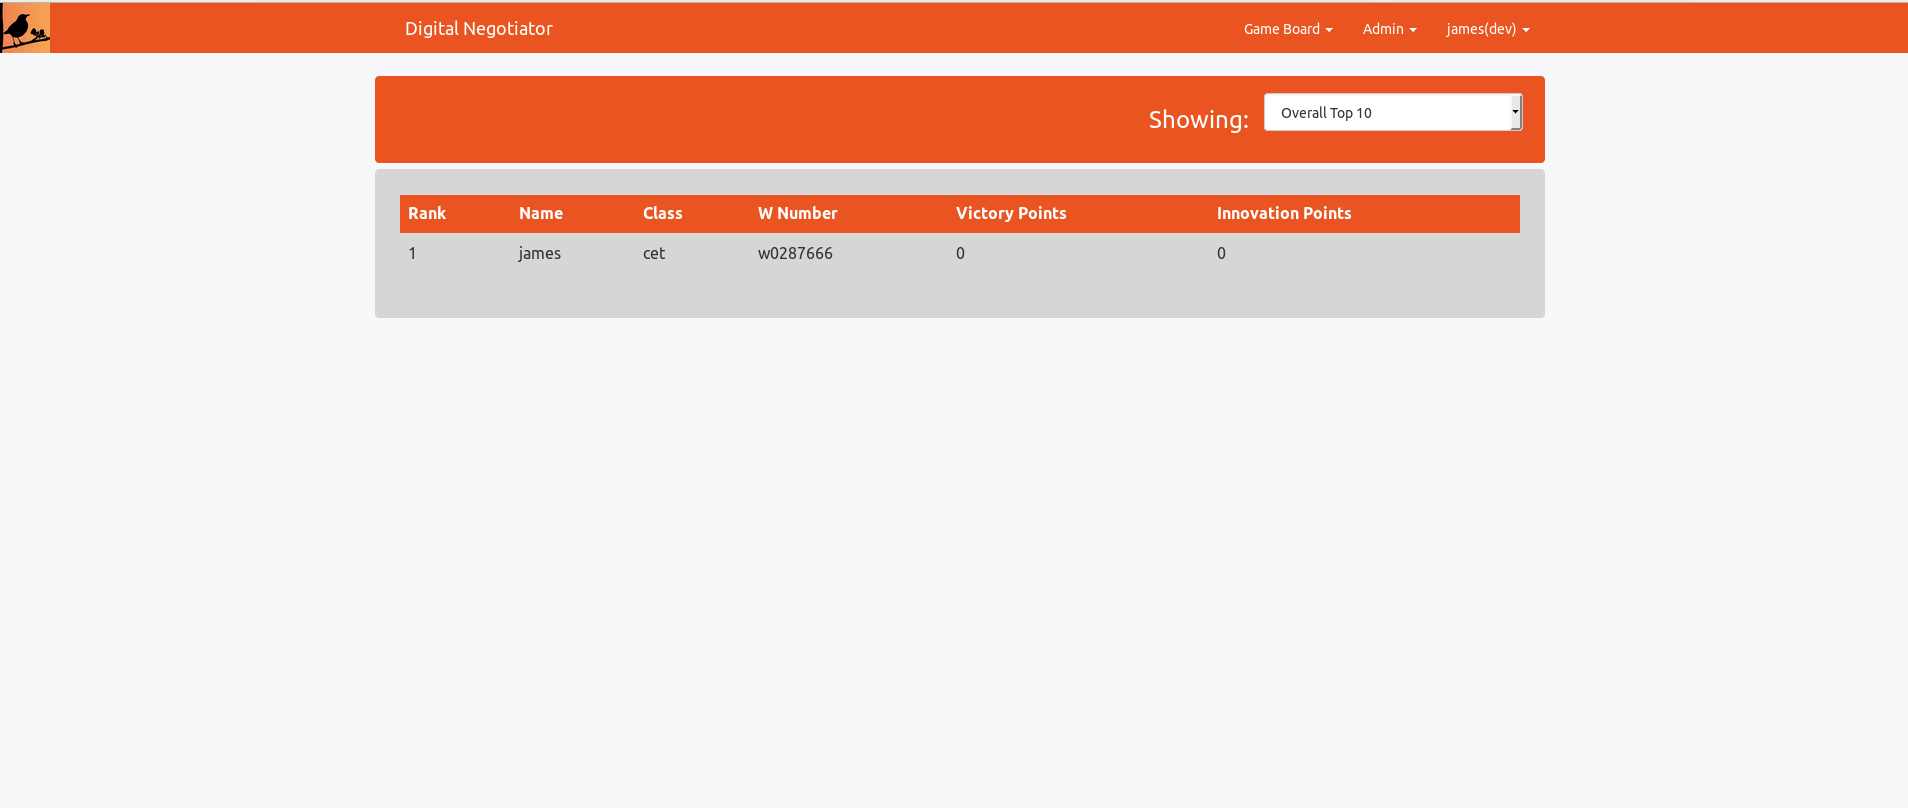 Digital Negotiator Game Board Admin james(dev)
Showing: Overall Top 10
Rank Name Class W Number Victory Points Innovation Points
1 james cet w0287666 0 0